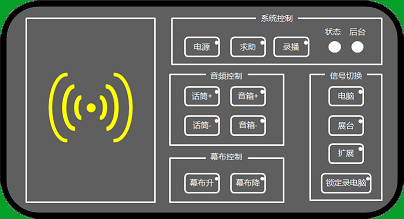 系统控制
状态 后台
电源 求助 录播
音频控制
话筒+ 音箱+
话筒- 音箱-
幕布控制
幕布升 幕布降
信号切换
电脑
展台
扩展
锁定录电脑